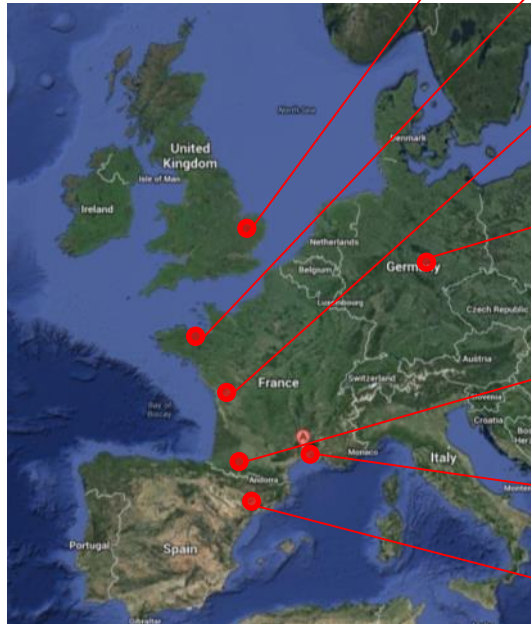 North Sea
Denmark
United
Kingdom
Isle of Man
Ireland
Netherlands
Germany
Belgium
Luxembourg
Czech Republic
Austria
France
Switzerland
Slovenia
Croatia
Bay of
Biscay
A
Monaco
Italy
Andorra
Portugal
Spain
Gibraltar